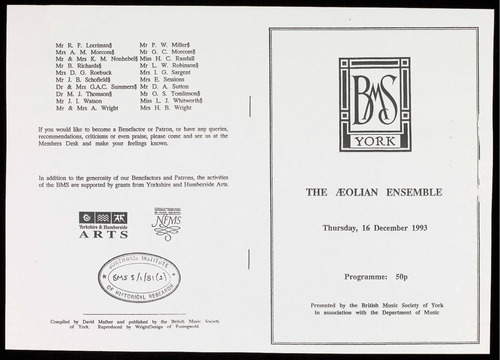 Mr R. P. Lorriman§ Mr P. W. Miller§
Mrs A. M. Morcom§ Mr G. C. Morcom§
Mr & Mrs K. M. Nonhebel§ Miss H. C. Randall
Mr B. Richards§ Mr L. W. Robinson§
Mrs D. G. Roebuck Mrs I. G. Sargent
Mr J. B. Schofield§ Mrs E. Sessions
Dr & Mrs G.A.C. Summers§ Mr D. A. Sutton
Dr M. J. Thomson§ Mr O. S. Tomlinson§
Mr J. I. Watson Miss L. J. Whitworth§
Mr & Mrs A. Wright Mrs H. B. Wright
If you would like to become a Benefactor or Patron, or have any queries,
recommendations, criticisms or even praise, please come and see us at the
Members Desk and make your feelings known.
In addition to the generosity of our Benefactors and Patrons, the activities
of the BMS are supported by grants from Yorkshire and Humberside Arts.
Yorkshire & Humberside
ARTS
NFMS
BORTHWICK INSTITUTE
BMS 3/1/51(2)
OF HISTORICAL RESEARCH
Compiled by David Mather and published by the British Music Society
of York. Reproduced by WrightDesign of Easingwold.
BMS
YORK
THE ÆOLIAN ENSEMBLE
Thursday, 16 December 1993
Programme: 50p
Presented by the British Music Society of York
in association with the Department of Music